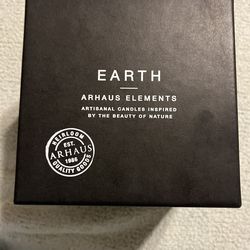 EARTH
ARHAUS ELEMENTS
ARTISANAL CANDLES INSPIRED
BY THE BEAUTY OF NATURE
HEIRLOOM
EST.
ARHAUS
1986
QUALITY GOODS